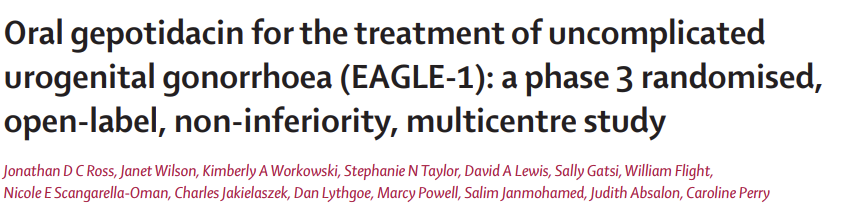 Oral gepotidacin for the treatment of uncomplicated
urogenital gonorrhoea (EAGLE-1): a phase 3 randomised,
open-label, non-inferiority, multicentre study
Jonathan D C Ross, Janet Wilson, Kimberly A Workowski, Stephanie N Taylor, David A Lewis, Sally Gatsi, William Flight,
Nicole E Scangarella-Oman, Charles Jakielaszek, Dan Lythgoe, Marcy Powell, Salim Janmohamed, Judith Absalon, Caroline Perry